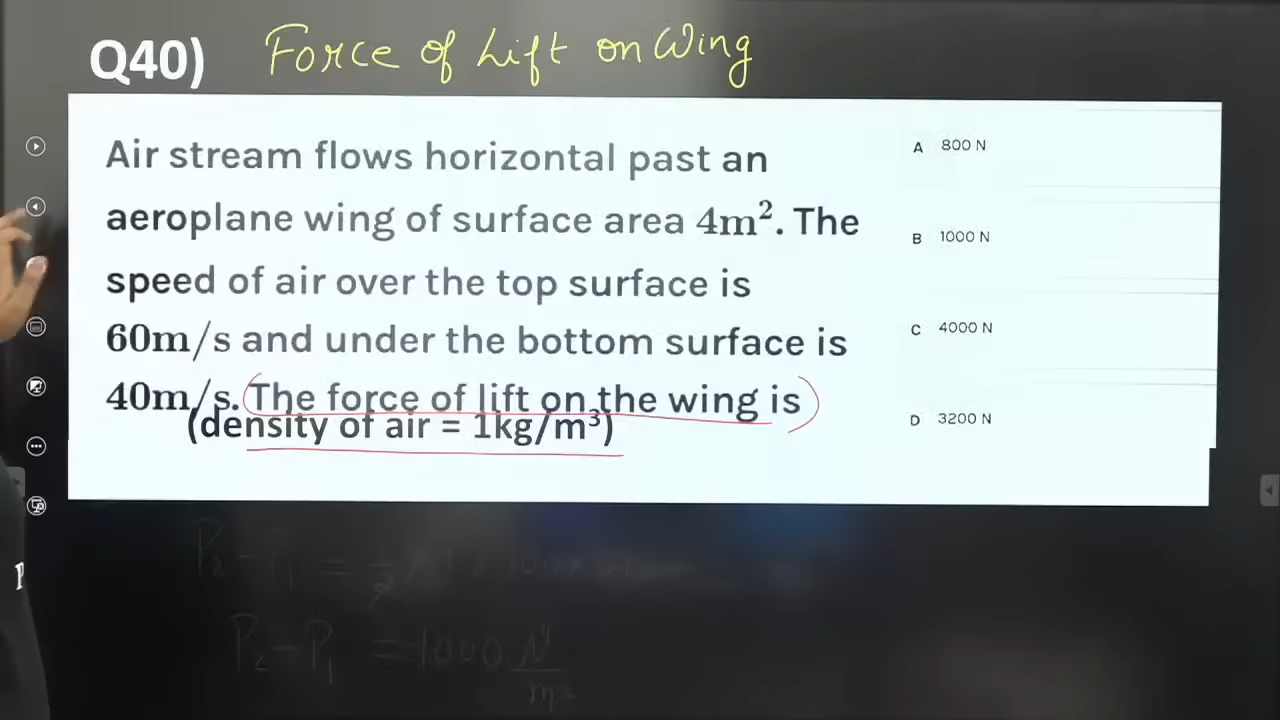 Q40) Force of Lift on Wing
Air stream flows horizontal past an
aeroplane wing of surface area 4m². The
speed of air over the top surface is
60m/s and under the bottom surface is
40m/s. The force of lift on the wing is
(density of air = 1kg/m³)
A 800 N
B 1000 N
C 4000 N
D 3200 N
P₂ - P₁ =
P₂ - P₁ = 1000 N/m²